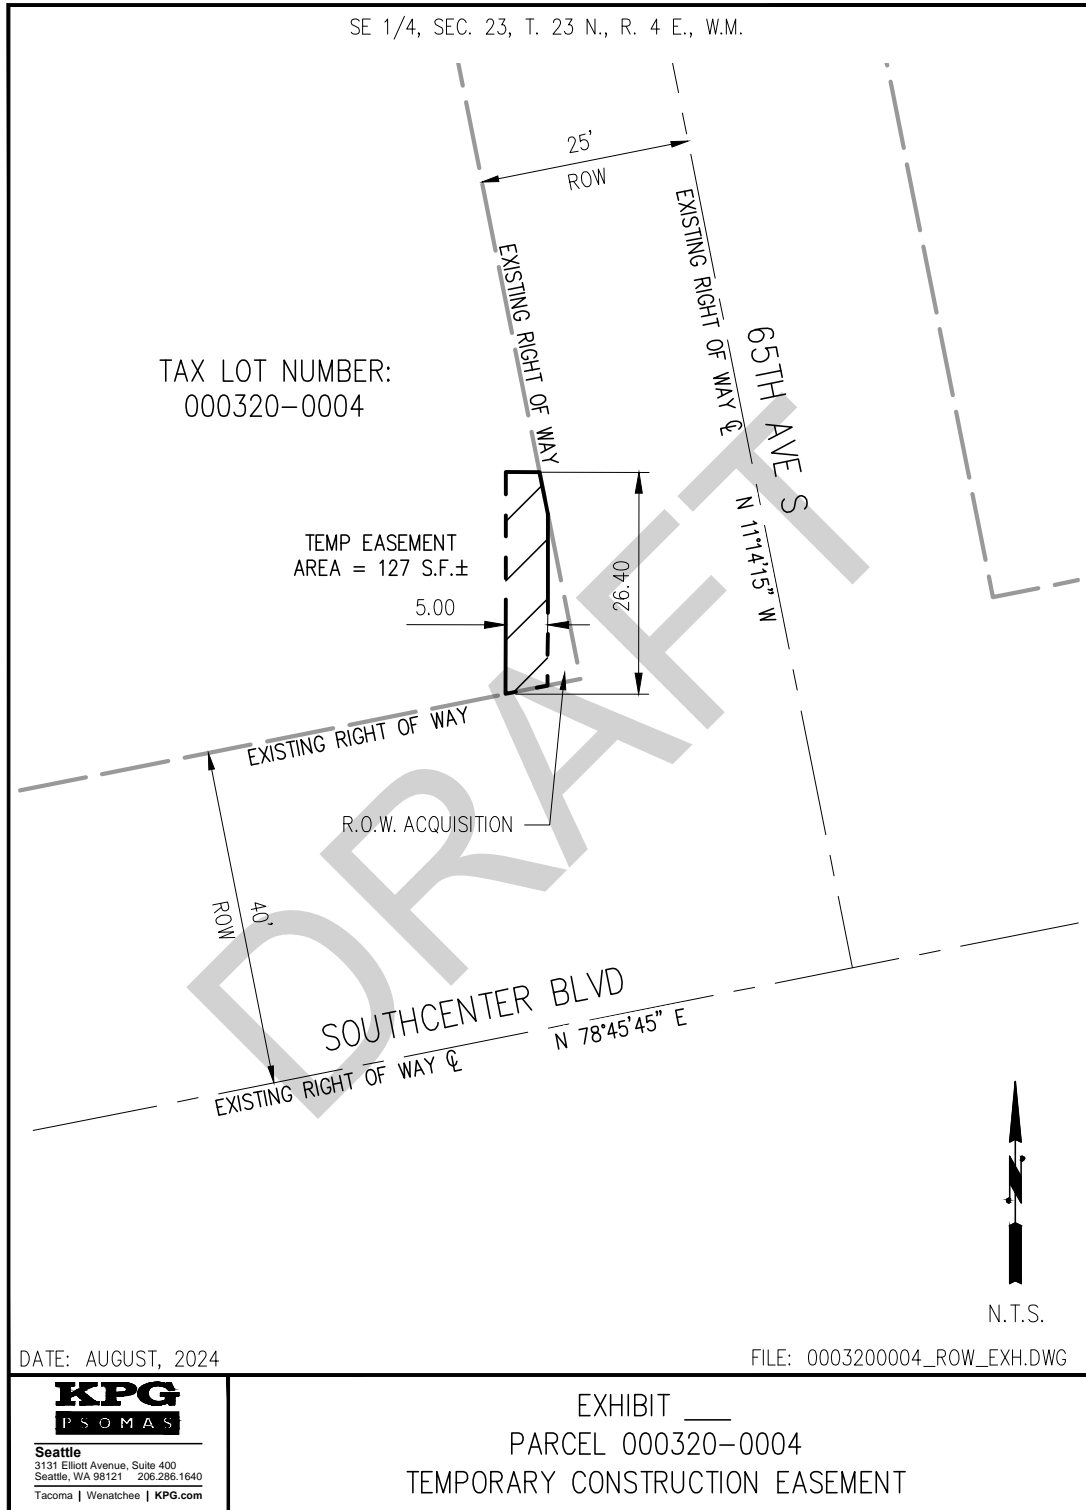 SE 1/4, SEC. 23, T. 23 N., R. 4 E., W.M.
25'
ROW
EXISTING RIGHT OF WAY
EXISTING RIGHT OF WAY ℄
65TH AVE S
N 11°14'15" W
TAX LOT NUMBER:
000320-0004
TEMP EASEMENT
AREA = 127 S.F.±
5.00
26.40
EXISTING RIGHT OF WAY
R.O.W. ACQUISITION
40'
ROW
DRAFT
SOUTHCENTER BLVD
N 78°45'45" E
EXISTING RIGHT OF WAY ℄
N
N.T.S.
DATE: AUGUST, 2024
FILE: 0003200004_ROW_EXH.DWG
KPG
PSOMAS
Seattle
3131 Elliott Avenue, Suite 400
Seattle, WA 98121 206.286.1640
Tacoma | Wenatchee | KPG.com
EXHIBIT ___
PARCEL 000320-0004
TEMPORARY CONSTRUCTION EASEMENT